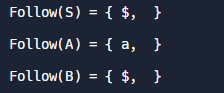 Follow(S) = { $,  }
Follow(A) = { a,  }
Follow(B) = { $,  }